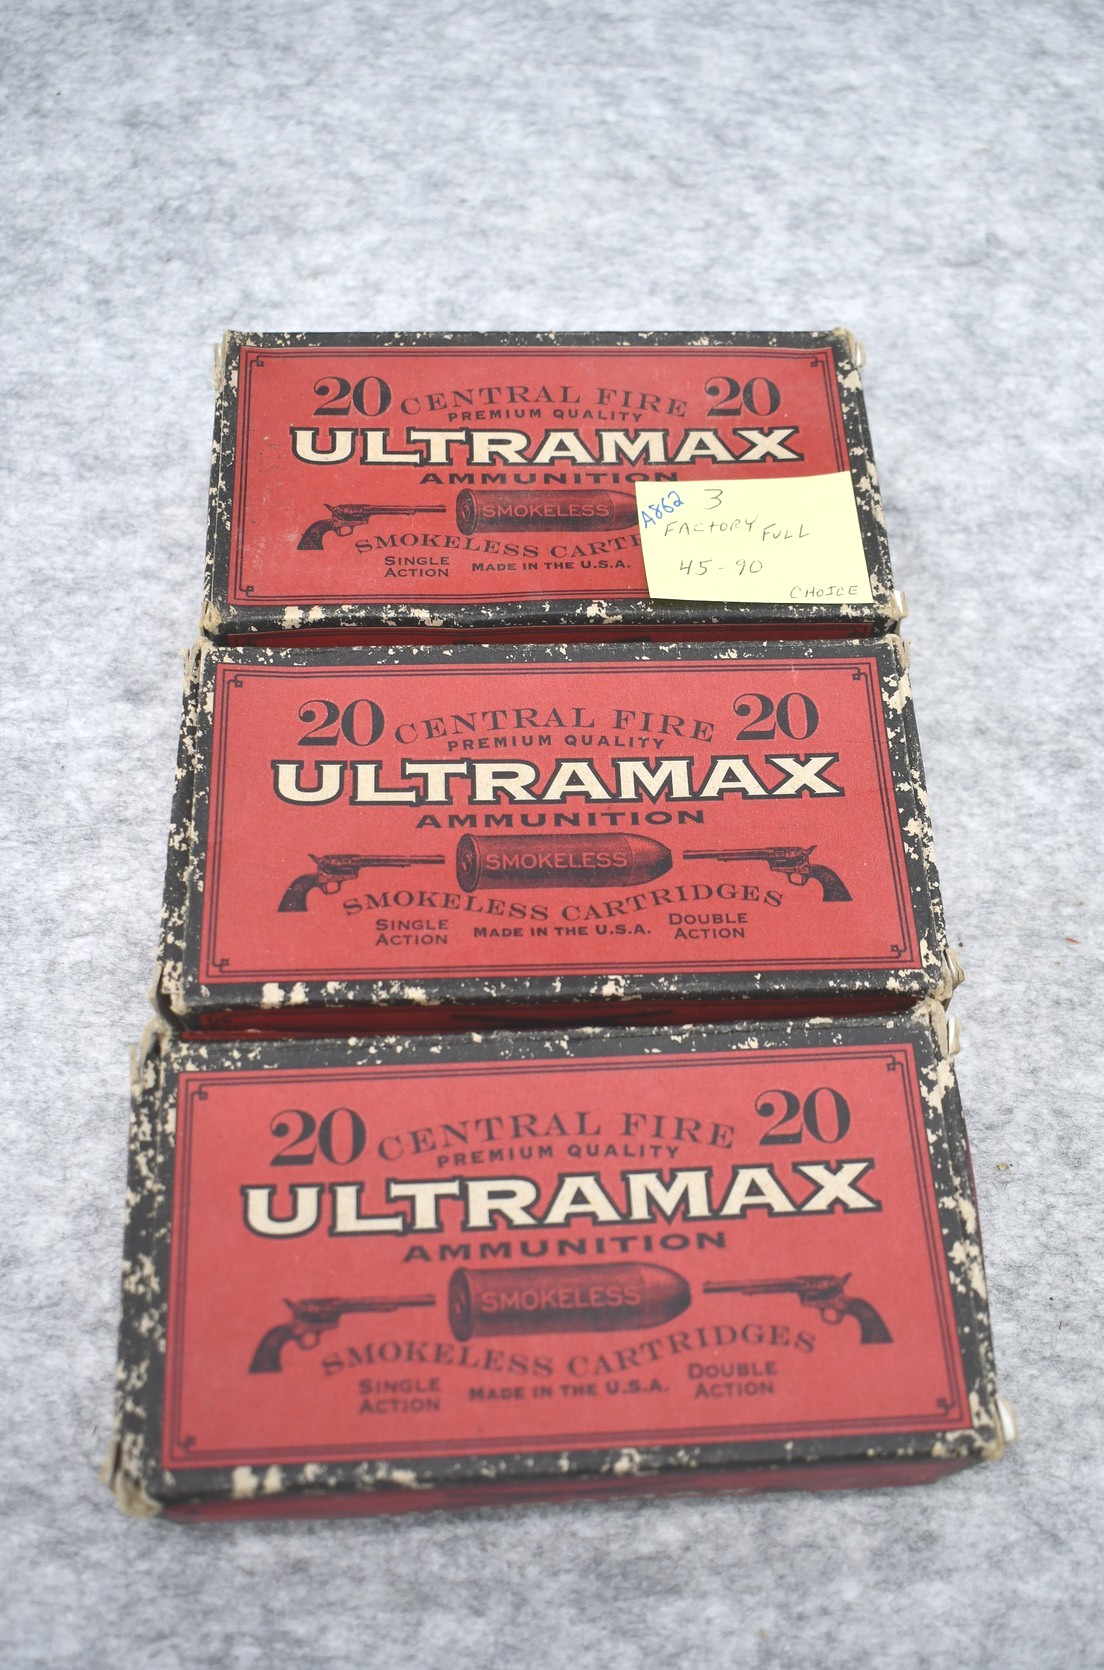 20 CENTRAL FIRE 20
PREMIUM QUALITY
ULTRAMAX
AMMUNITION
SMOKELESS
SMOKELESS CARTR
SINGLE
ACTION
MADE IN THE U.S.A.
A862
3
FACTORY FULL
45-90
CHOICE
20 CENTRAL FIRE 20
PREMIUM QUALITY
ULTRAMAX
AMMUNITION
SMOKELESS
SMOKELESS CARTRIDGES
SINGLE
ACTION
MADE IN THE U.S.A.
DOUBLE
ACTION
20 CENTRAL FIRE 20
PREMIUM QUALITY
ULTRAMAX
AMMUNITION
SMOKELESS
SMOKELESS CARTRIDGES
SINGLE
ACTION
MADE IN THE U.S.A.
DOUBLE
ACTION